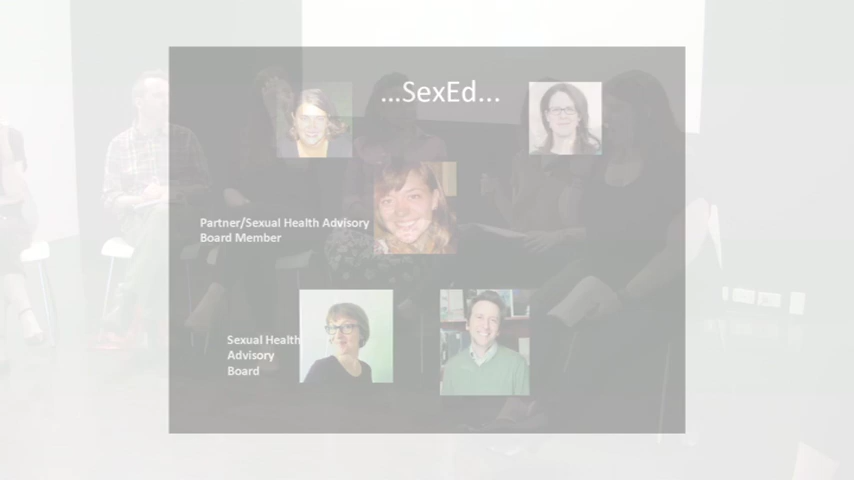 ...SexEd...
Partner/Sexual Health Advisory
Board Member
Sexual Health
Advisory
Board